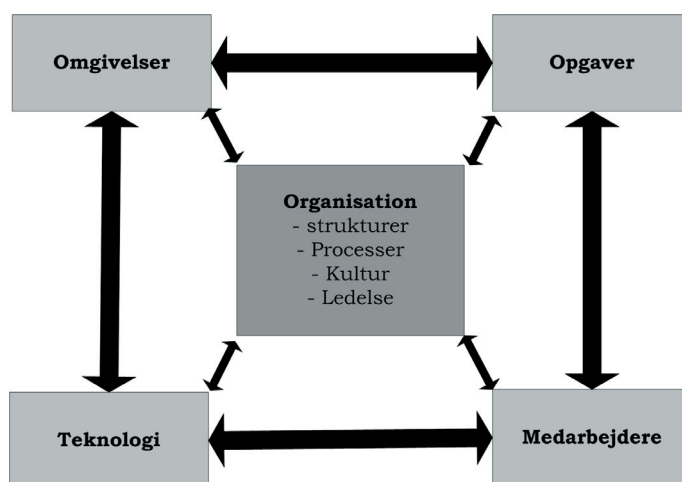 Omgivelser
Opgaver
Organisation
- strukturer
- Processer
- Kultur
- Ledelse
Teknologi
Medarbejdere